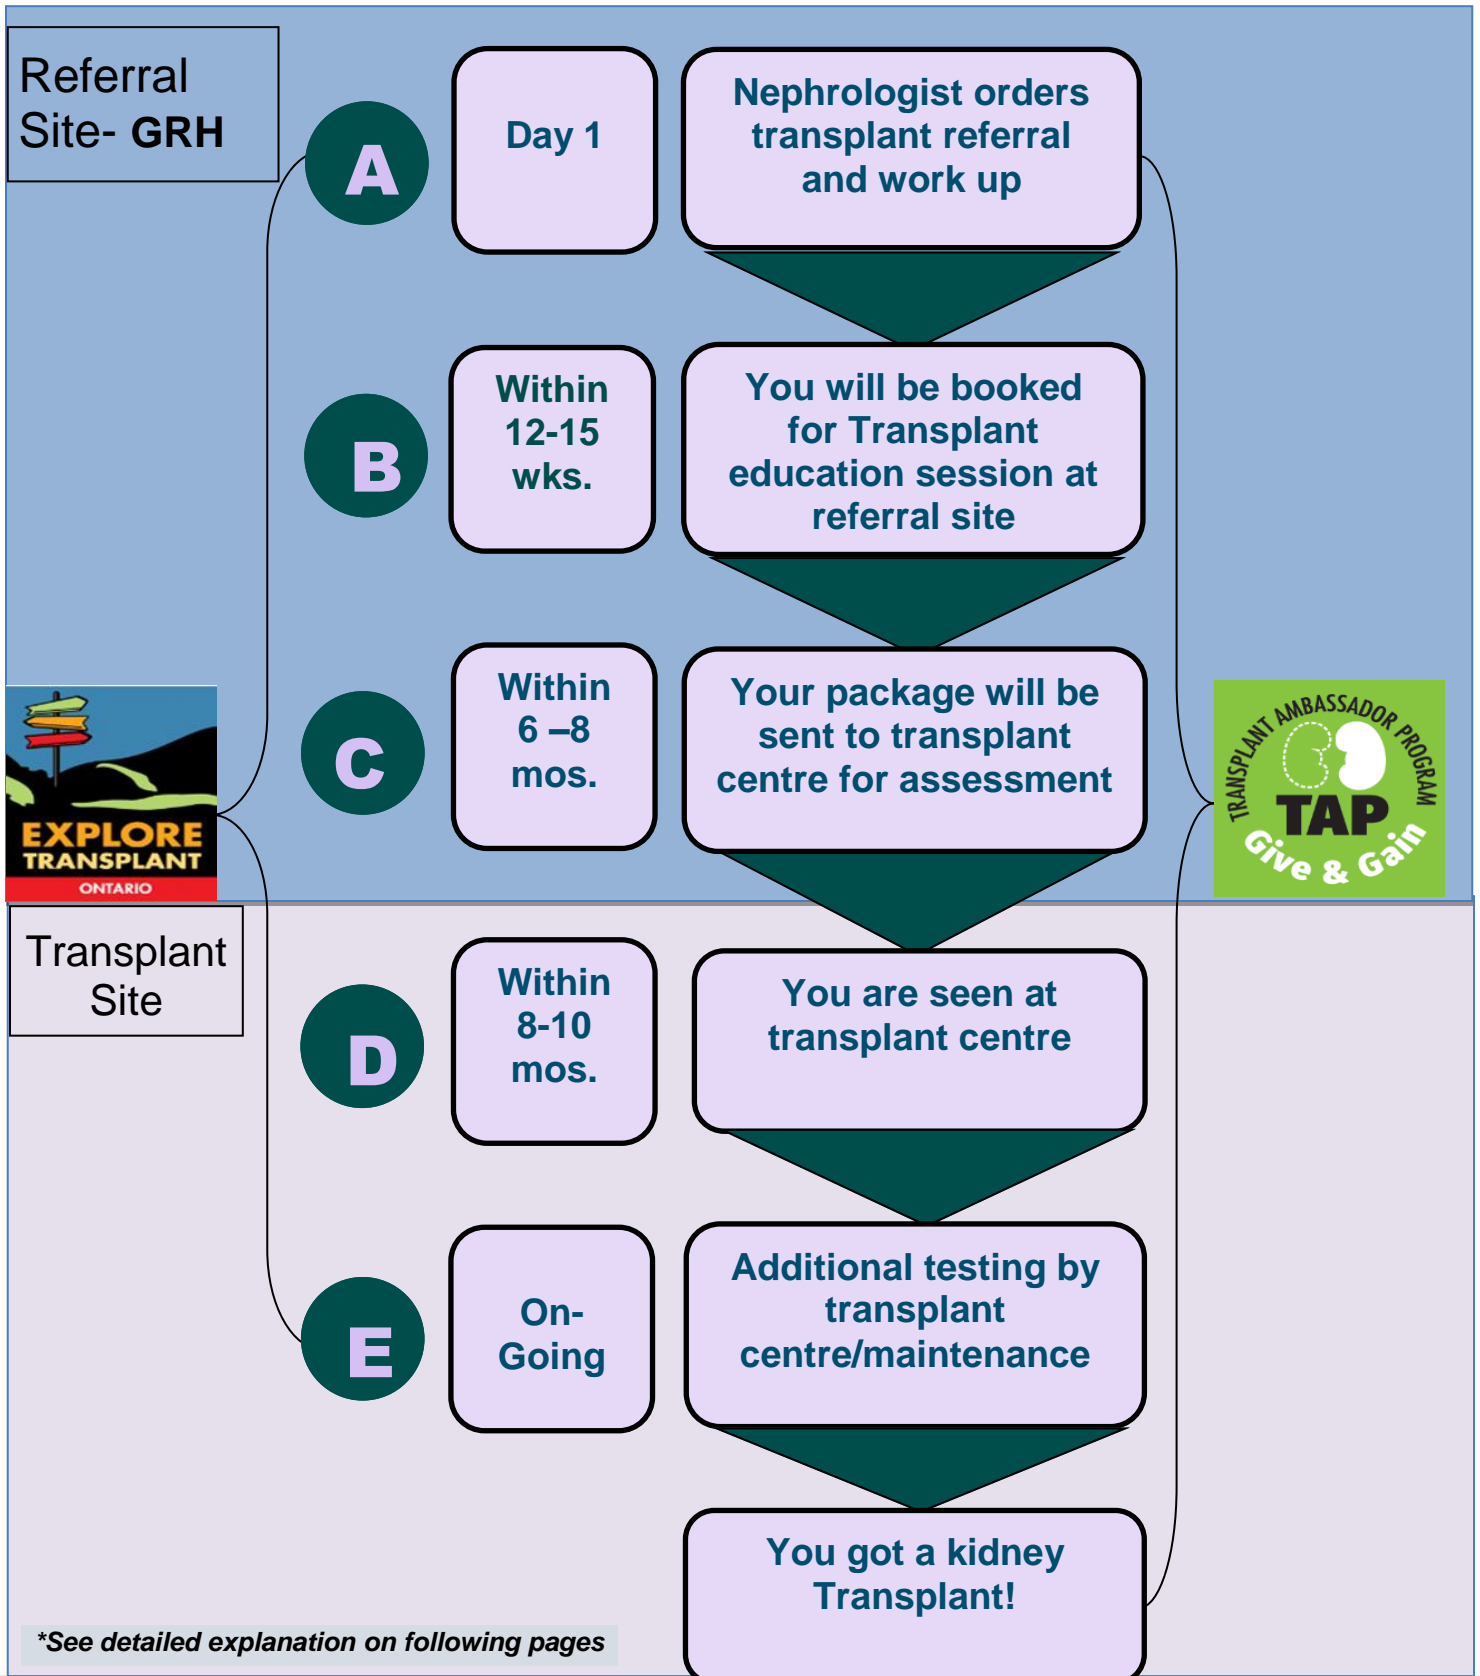 Referral
Site- GRH
A
Day 1
Nephrologist orders
transplant referral
and work up
B
Within
12-15
wks.
You will be booked
for Transplant
education session at
referral site
C
Within
6 –8
mos.
Your package will be
sent to transplant
centre for assessment
EXPLORE
TRANSPLANT
ONTARIO
TRANSPLANT AMBASSADOR PROGRAM
TAP
Give & Gain
Transplant
Site
D
Within
8-10
mos.
You are seen at
transplant centre
E
On-
Going
Additional testing by
transplant
centre/maintenance
You got a kidney
Transplant!
*See detailed explanation on following pages